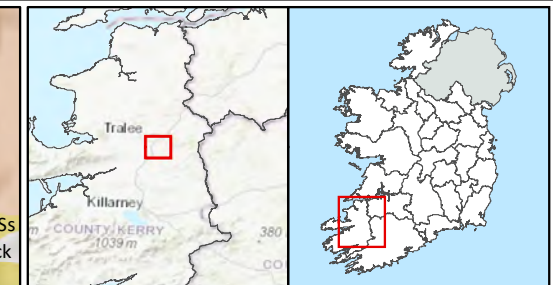 Tralee
Killarney
Ss
m
COUNTY KERRY
1039 m
380
ck
CO